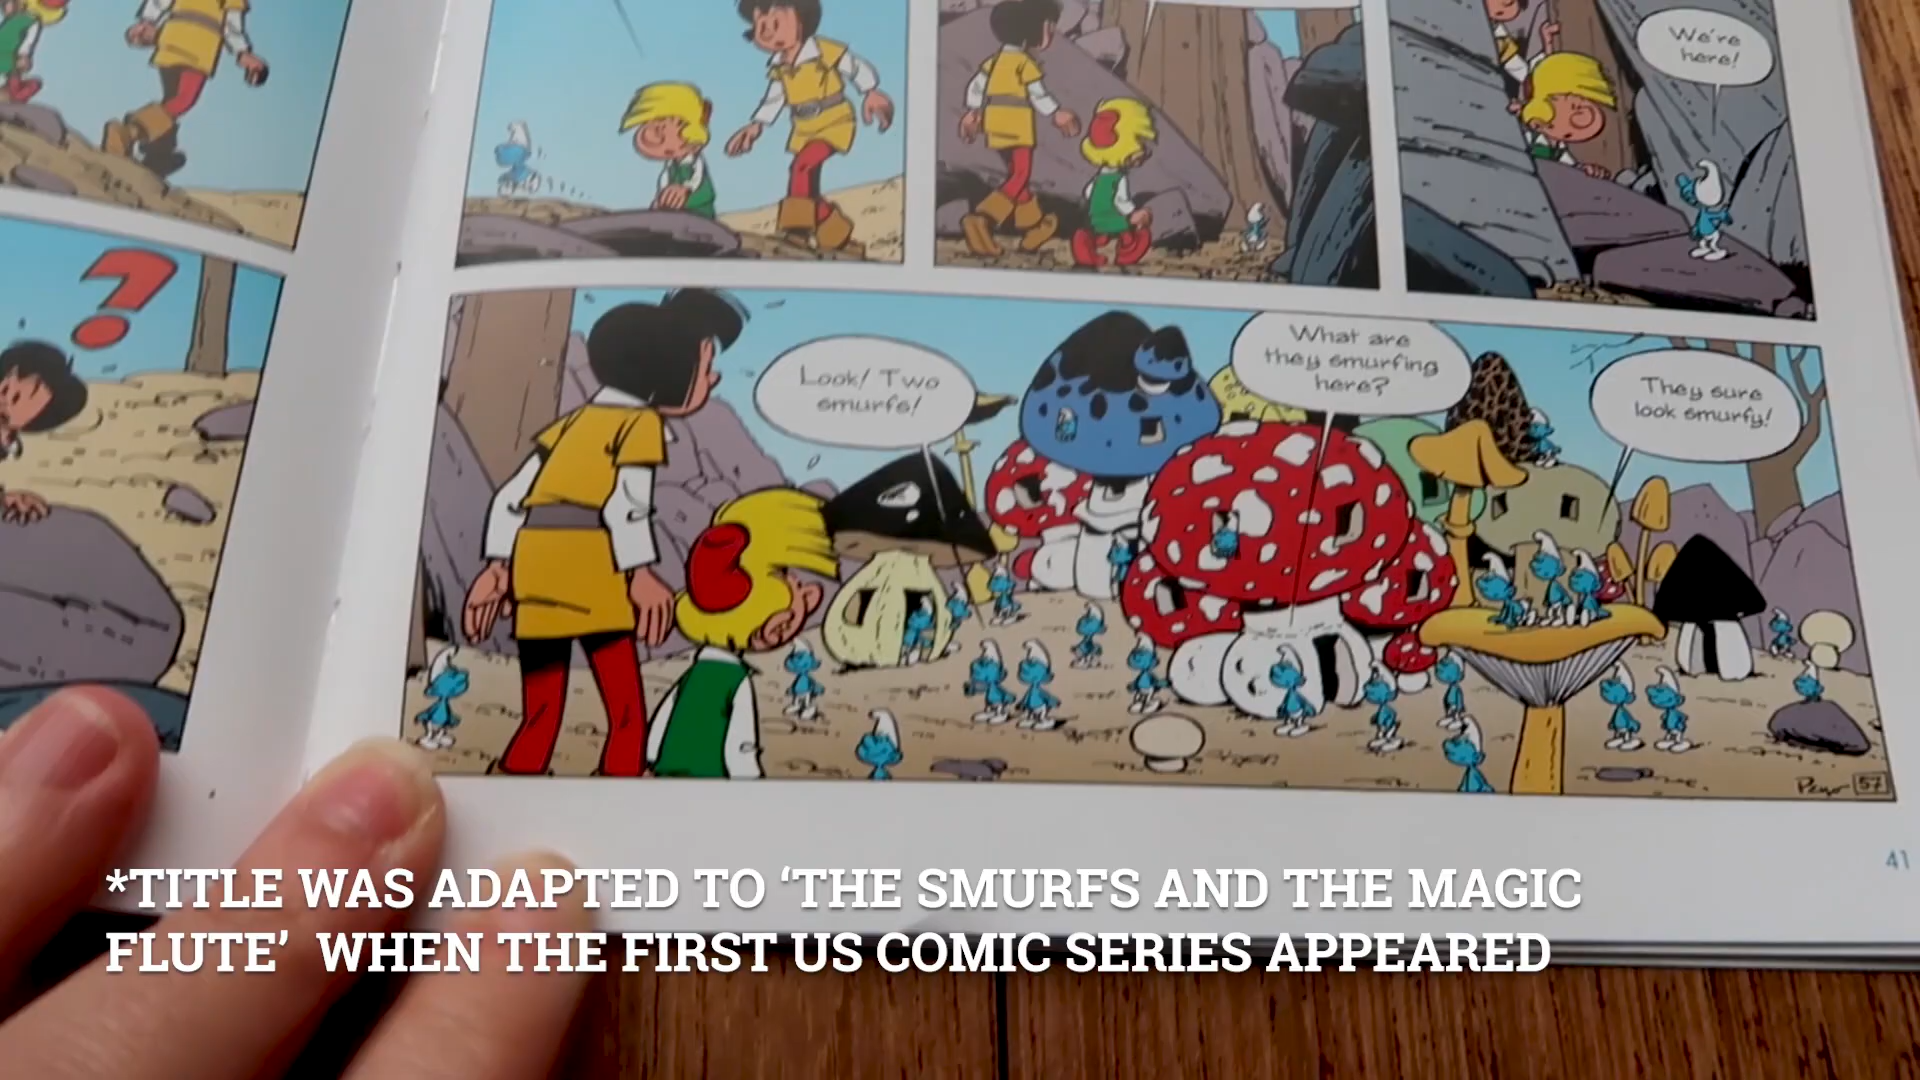 We're
here!
?
Look! Two
smurfs!
What are
they smurfing
here?
They sure
look smurfy!
Peyo 57
41
*TITLE WAS ADAPTED TO ‘THE SMURFS AND THE MAGIC
FLUTE’ WHEN THE FIRST US COMIC SERIES APPEARED